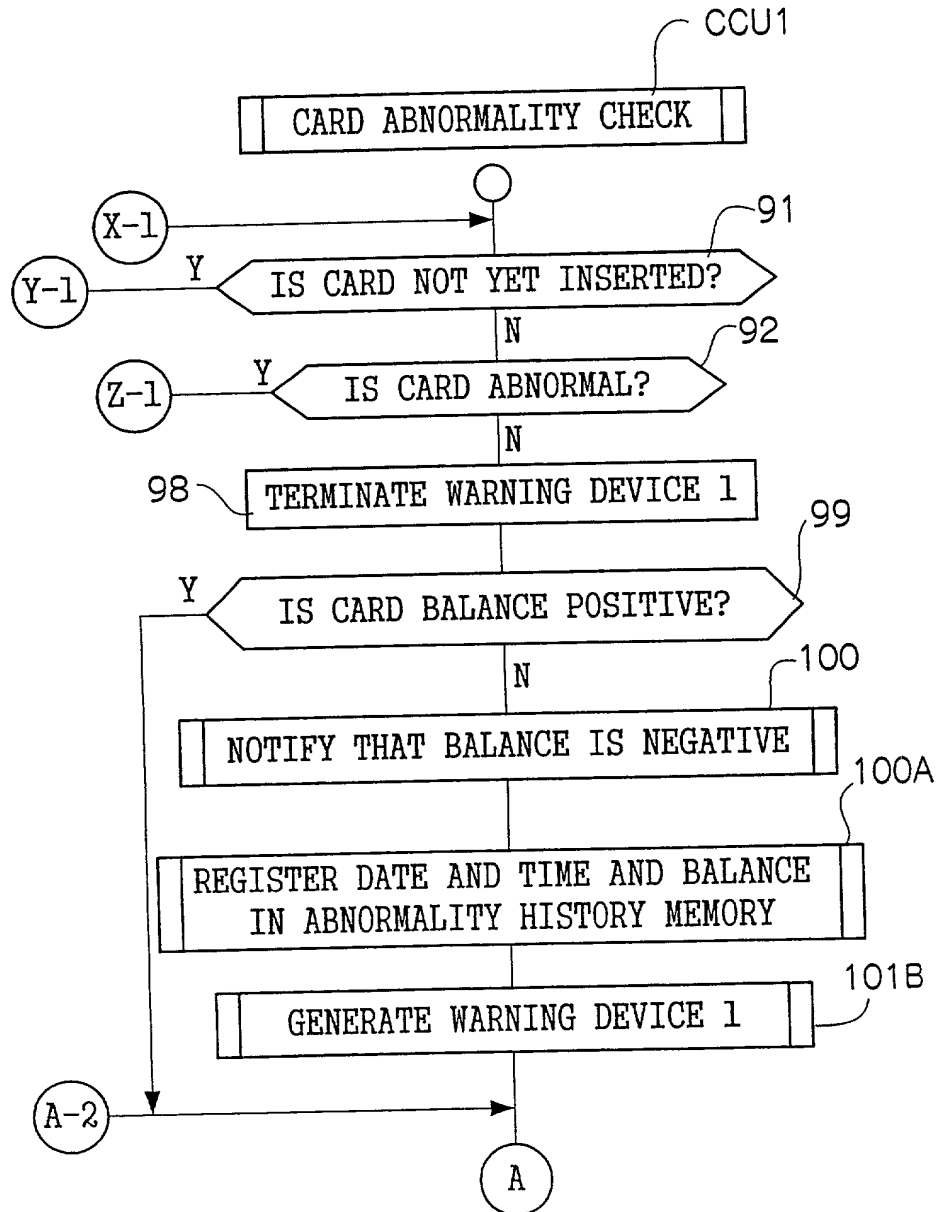 CCU1
CARD ABNORMALITY CHECK
X-1
91
Y
Y-1
IS CARD NOT YET INSERTED?
N
92
Y
Z-1
IS CARD ABNORMAL?
N
98
TERMINATE WARNING DEVICE 1
99
Y
IS CARD BALANCE POSITIVE?
N
100
NOTIFY THAT BALANCE IS NEGATIVE
100A
REGISTER DATE AND TIME AND BALANCE
IN ABNORMALITY HISTORY MEMORY
101B
GENERATE WARNING DEVICE 1
A-2
A